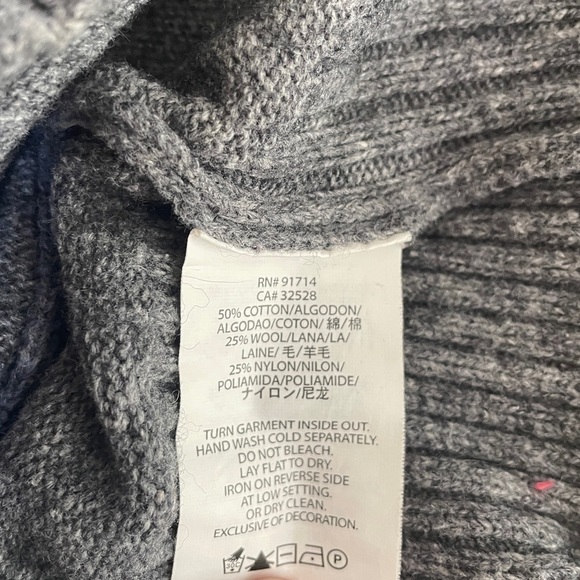 RN# 91714
CA# 32528
50% COTTON/ALGODON/
ALGODAO/COTON/ 綿/棉
25% WOOL/LANA/LA/
LAINE/ 毛/羊毛
25% NYLON/NILON/
POLIAMIDA/POLIAMIDE/
ナイロン/尼龙
TURN GARMENT INSIDE OUT.
HAND WASH COLD SEPARATELY.
DO NOT BLEACH.
LAY FLAT TO DRY.
IRON ON REVERSE SIDE
AT LOW SETTING.
OR DRY CLEAN.
EXCLUSIVE OF DECORATION.
P